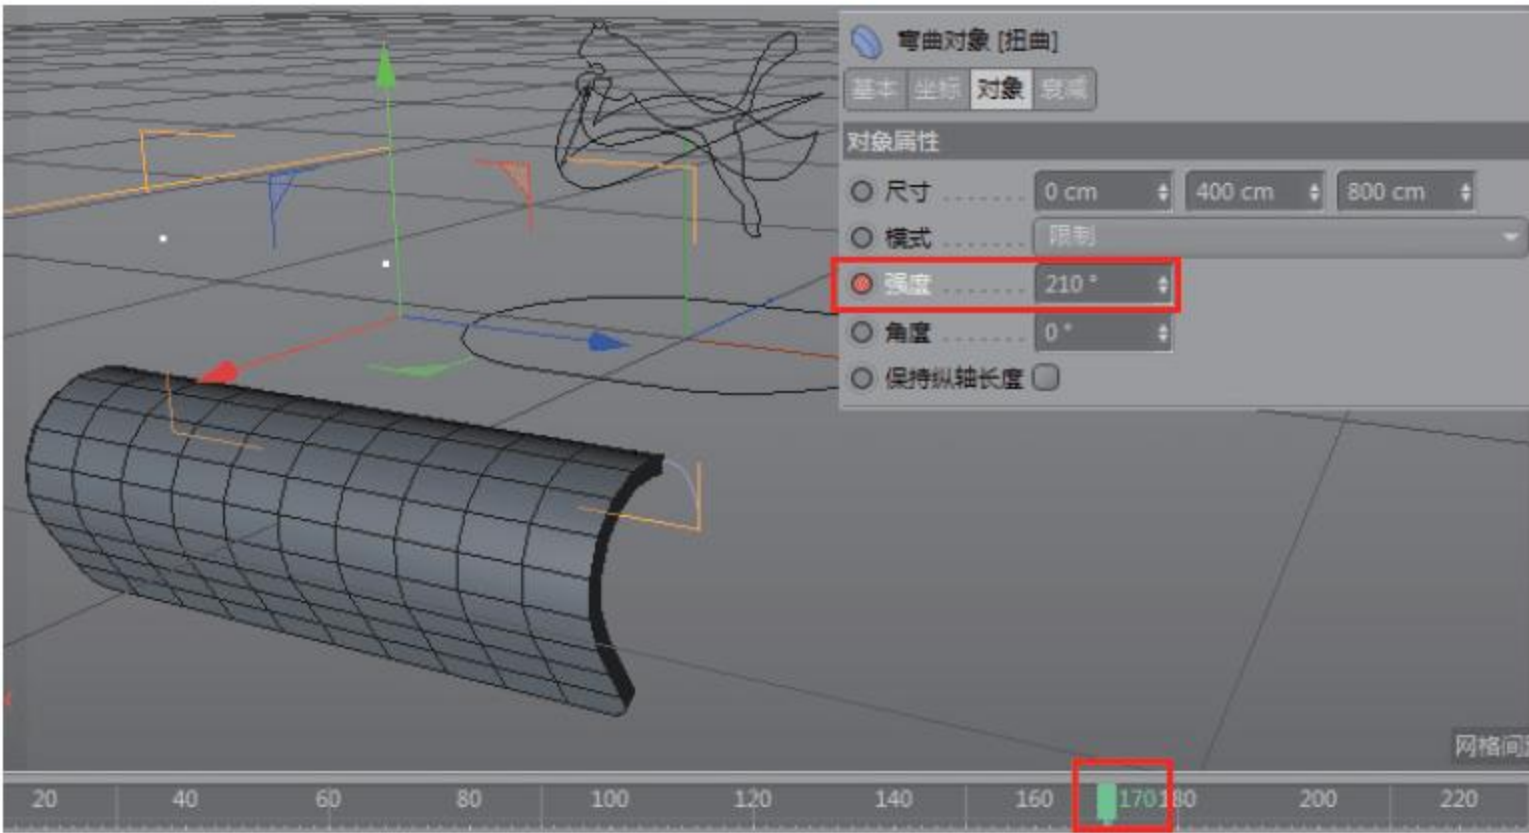 弯曲对象 [扭曲]
基本 坐标 对象 衰减
对象属性
尺寸 ....... 0 cm 400 cm 800 cm
模式 ....... 限制
强度 ....... 210 °
角度 ....... 0 °
保持纵轴长度
网格间
20 40 60 80 100 120 140 160 170 180 200 220